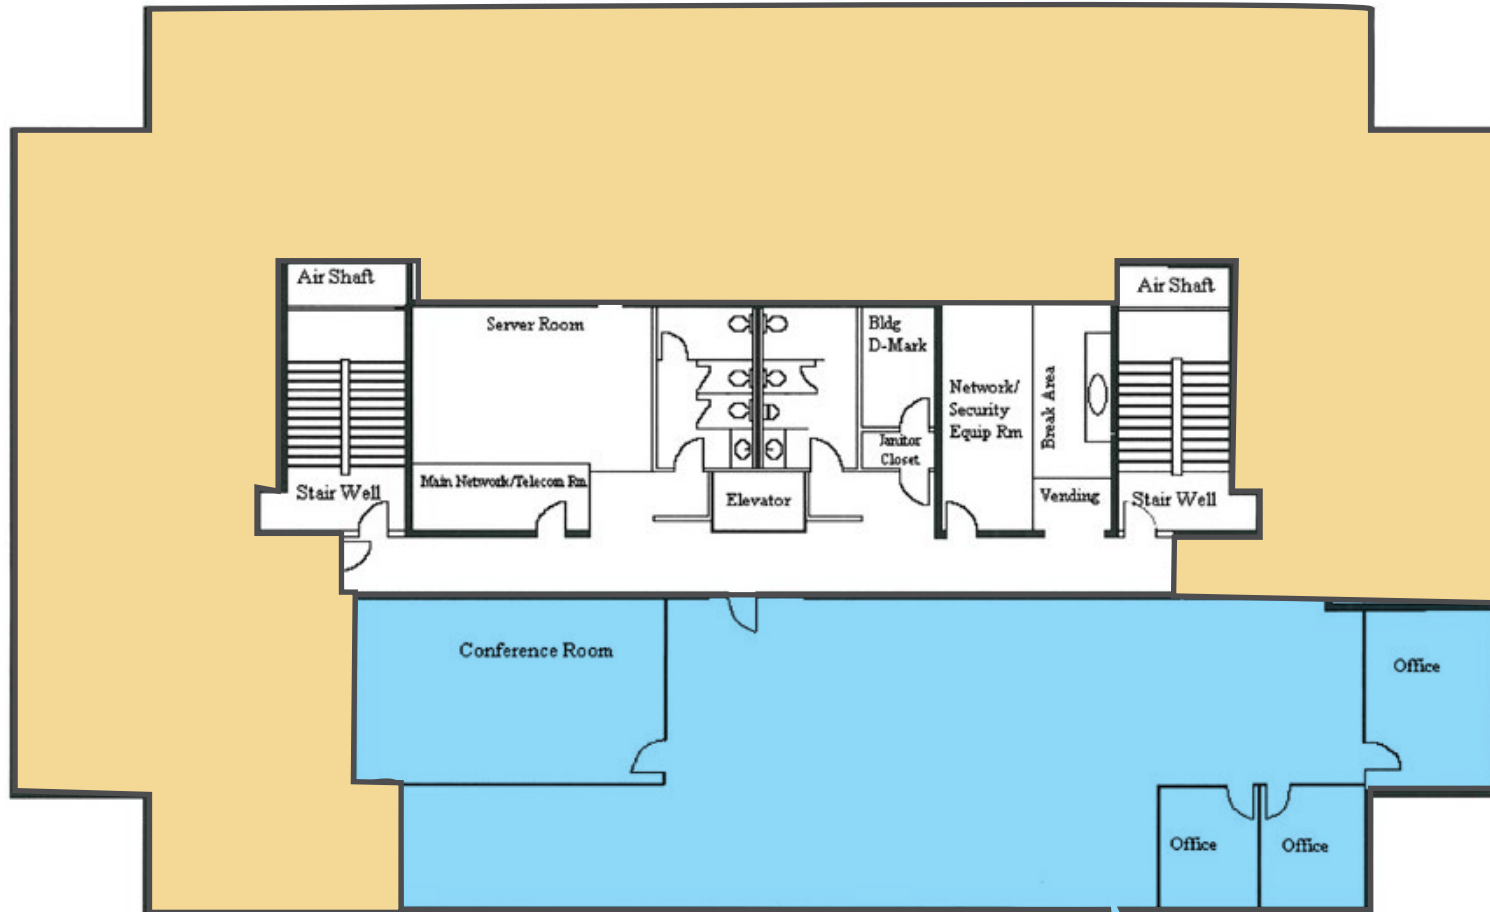 Air Shaft
Air Shaft
Server Room
Bldg
D-Mark
Network/
Security
Equip Rm
Break Area
Janitor
Closet
Main Network/Telecom Rm
Stair Well
Elevator
Vending
Stair Well
Conference Room
Office
Office
Office